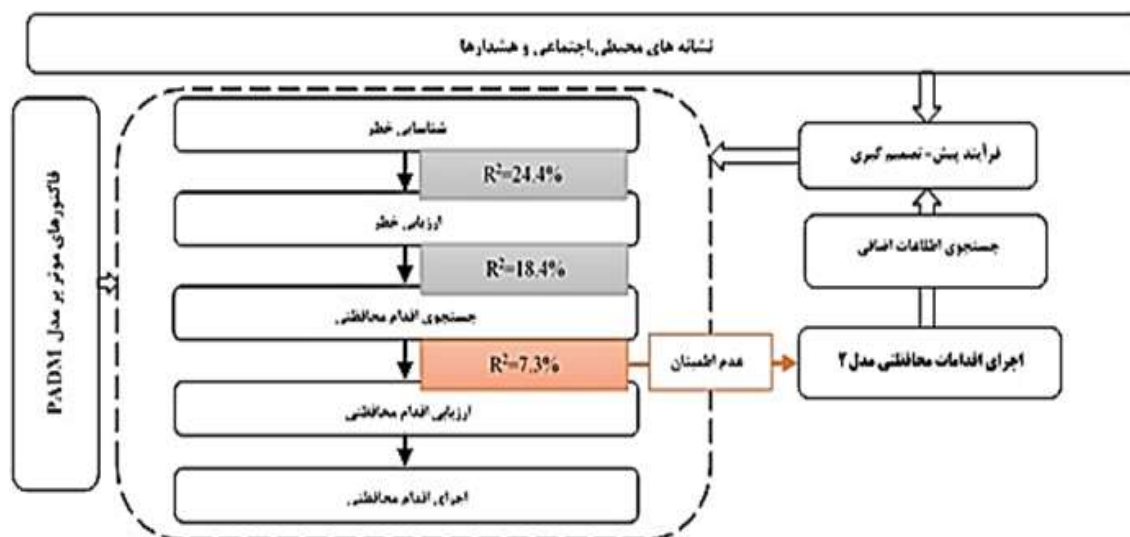 نشانه های محیطی،اجتماعی و هشدارها
فاکتورهای موثر بر مدل PADM
شناسایی خطر
R²=24.4%
ارزیابی خطر
R²=18.4%
جستجوی اقدام محافظتی
R²=7.3%
عدم اطمینان
ارزیابی اقدام محافظتی
اجرای اقدام محافظتی
فرآیند پیش- تصمیم گیری
جستجوی اطلاعات اضافی
اجرای اقدامات محافظتی مدل ۲